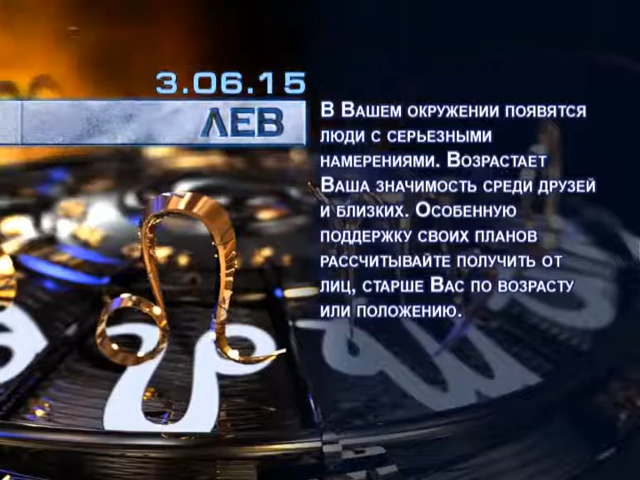 3.06.15
ЛЕВ
В Вашем окружении появятся
люди с серьезными
намерениями. Возрастает
Ваша значимость среди друзей
и близких. Особенную
поддержку своих планов
рассчитывайте получить от
лиц, старше Вас по возрасту
или положению.